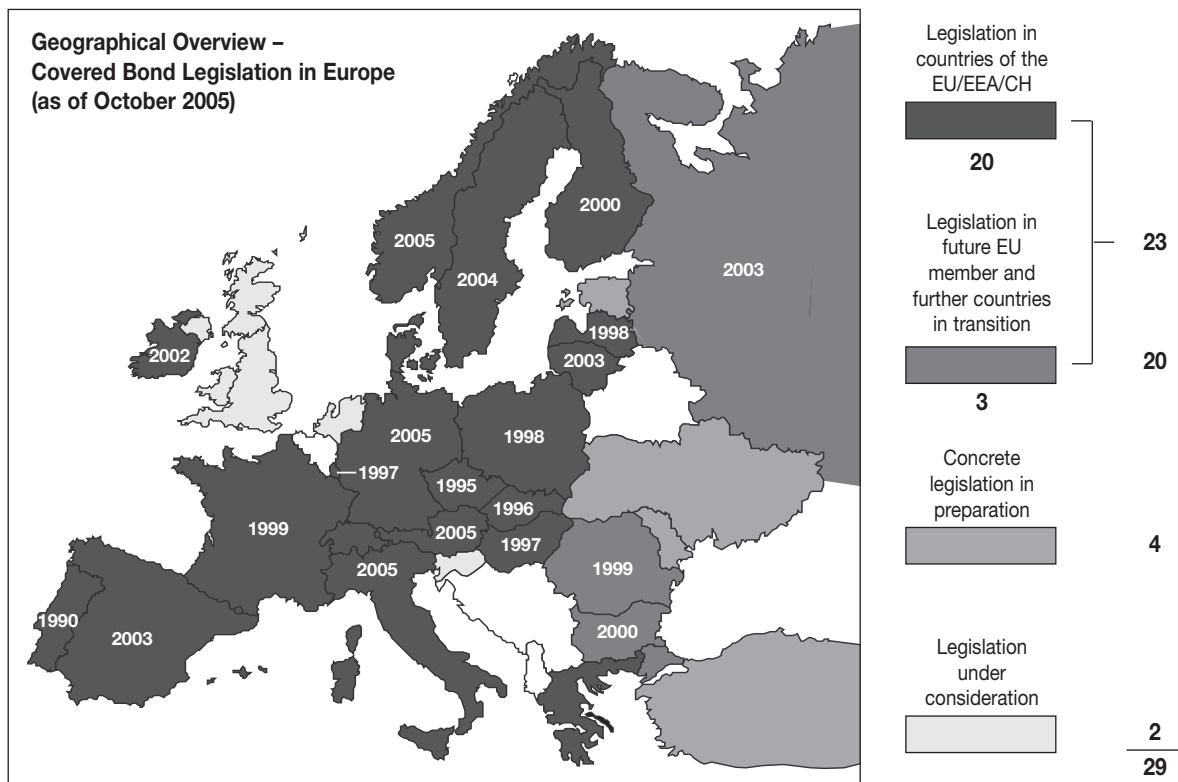 Geographical Overview –
Covered Bond Legislation in Europe
(as of October 2005)
2000
2005
2004
2003
2002
1998
2003
2005
1998
1997
1995
1996
1999
2005
1997
2005
1999
1990
2003
2000
Legislation in
countries of the
EU/EEA/CH
20
Legislation in
future EU
member and
further countries
in transition
23
20
3
Concrete
legislation in
preparation
4
Legislation
under
consideration
2
29